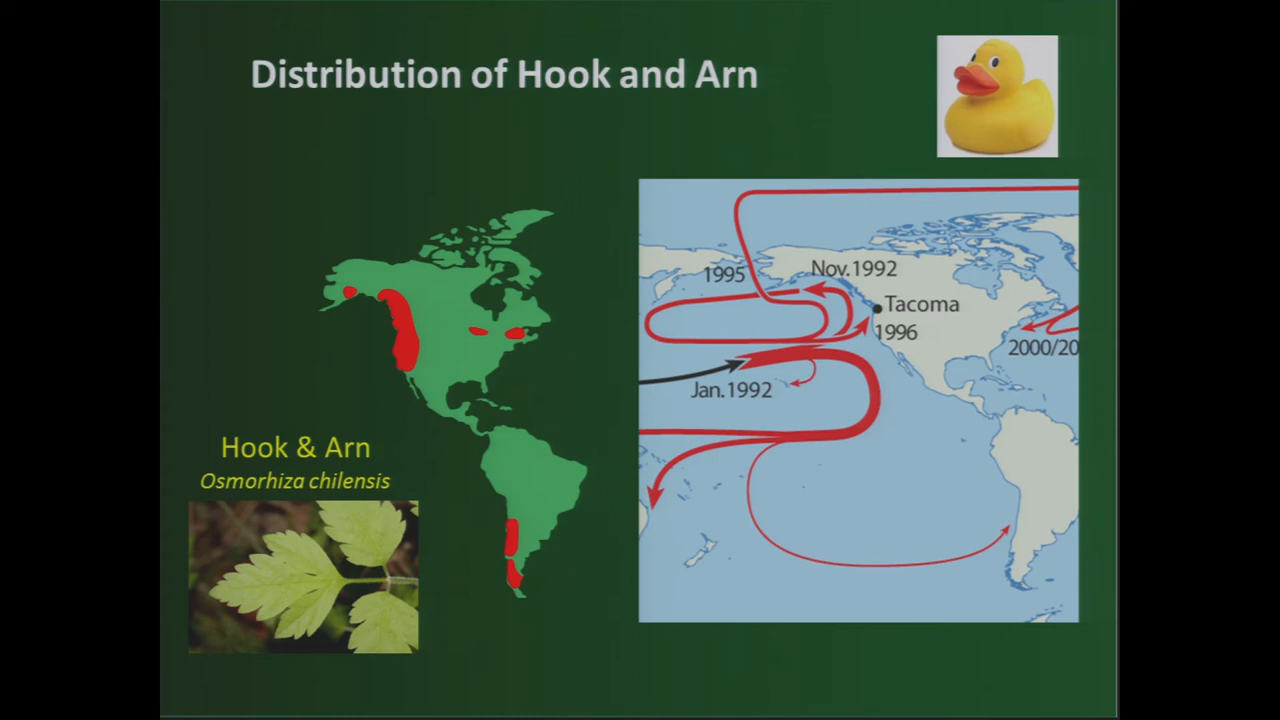 Distribution of Hook and Arn
Hook & Arn
Osmorhiza chilensis
1995
Nov.1992
Tacoma
1996
2000/20
Jan.1992